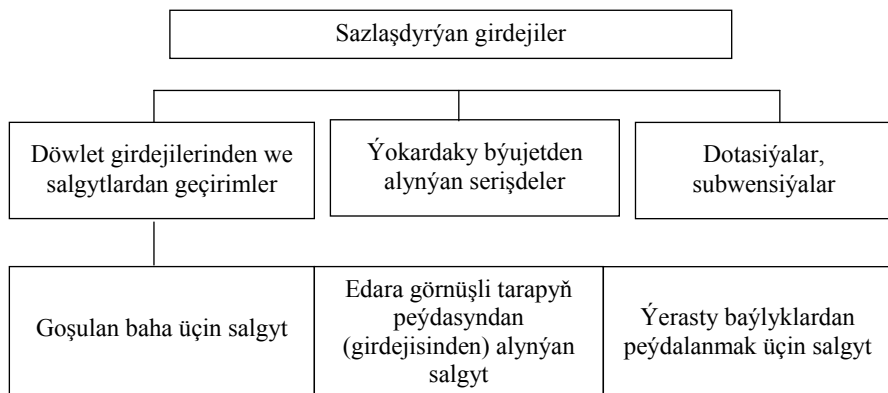 Sazlaşdyrýan girdejiler
Döwlet girdejilerinden we
salgytlardan geçirimler
Ýokardaky býujetden
alynýan serişdeler
Dotasiýalar,
subwensiýalar
Goşulan baha üçin salgyt
Edara görnüşli tarapyň
peýdasyndan
(girdejisinden) alynýan
salgyt
Ýerasty baýlyklardan
peýdalanmak üçin salgyt